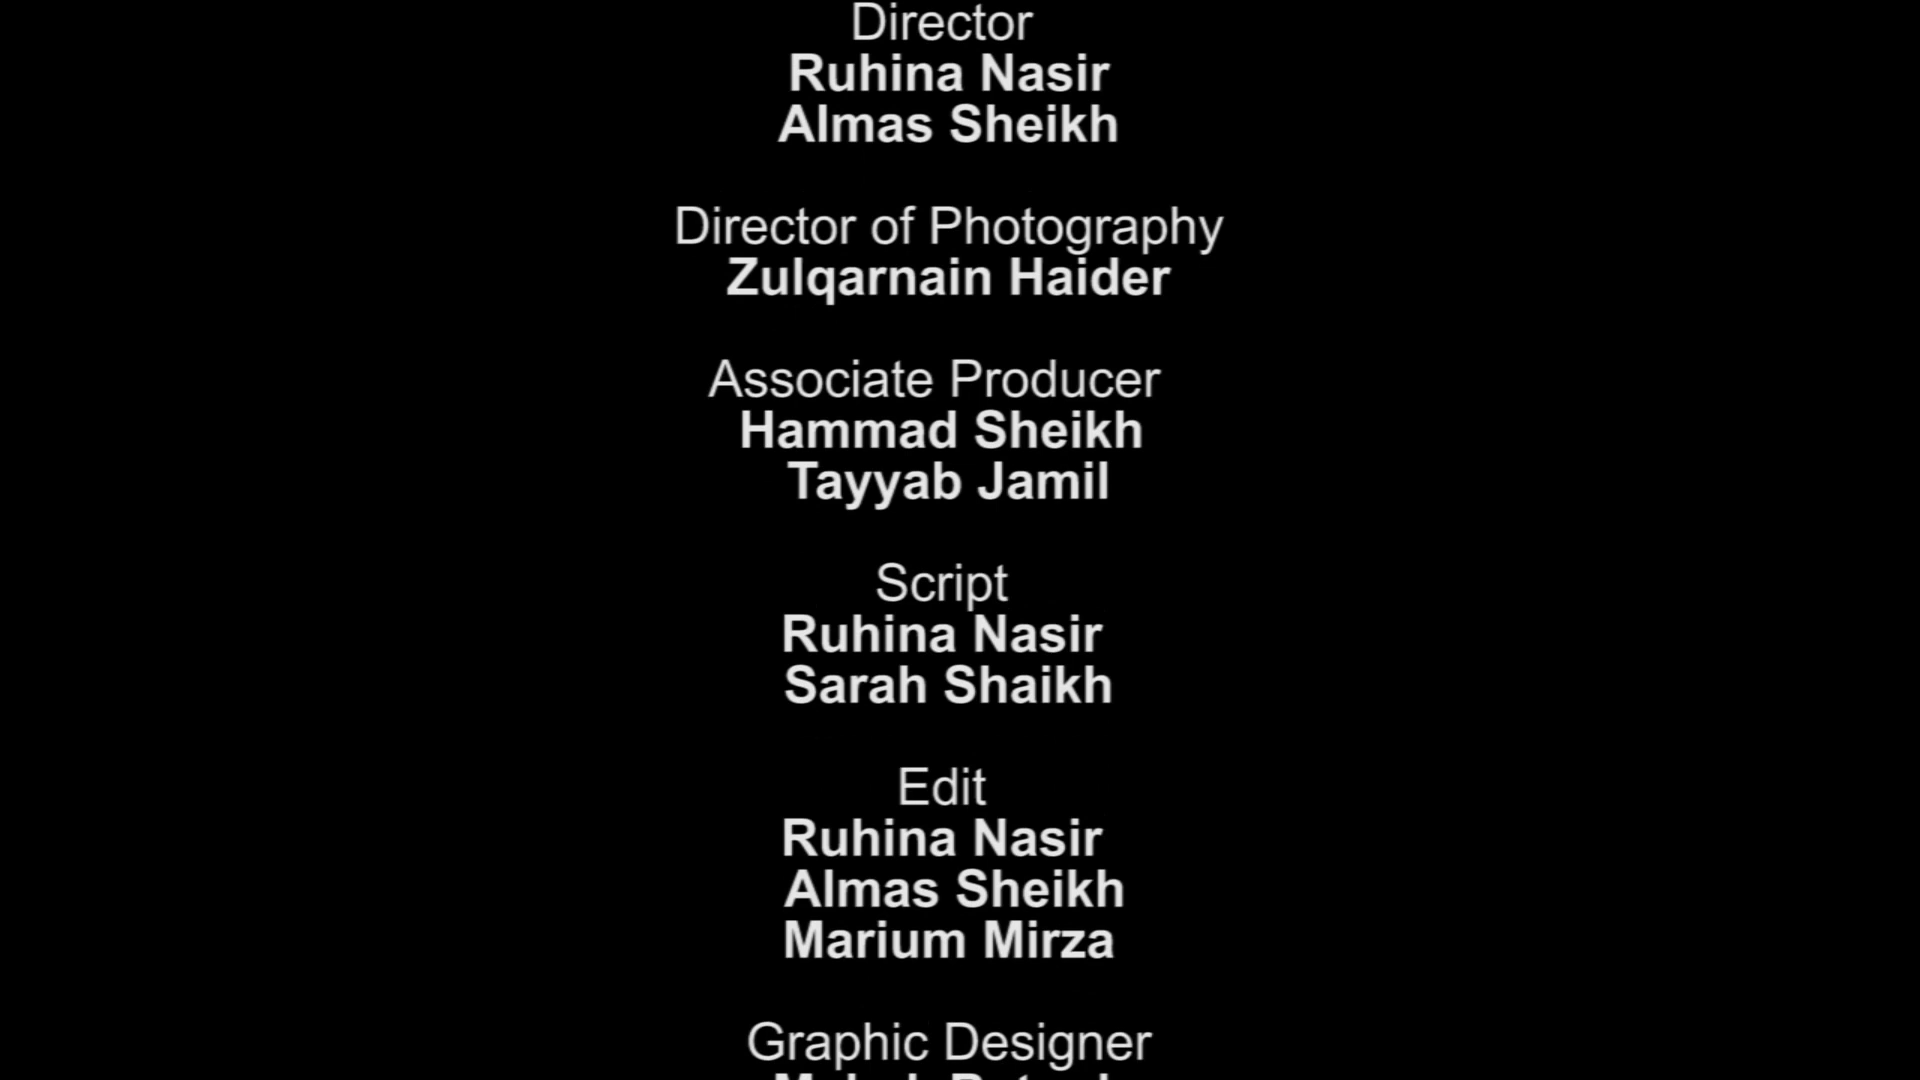 Director
Ruhina Nasir
Almas Sheikh
Director of Photography
Zulqarnain Haider
Associate Producer
Hammad Sheikh
Tayyab Jamil
Script
Ruhina Nasir
Sarah Shaikh
Edit
Ruhina Nasir
Almas Sheikh
Marium Mirza
Graphic Designer